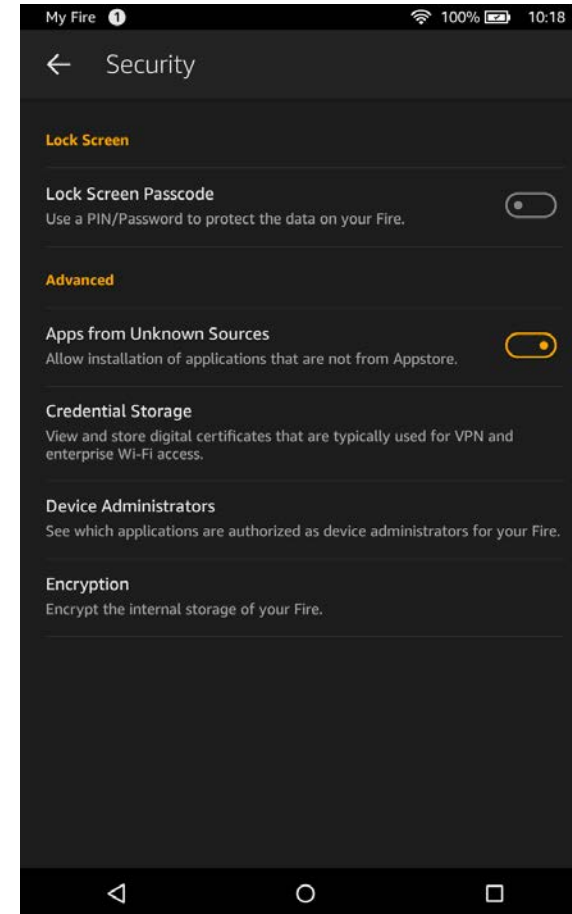 My Fire 1 100% 10:18
Security
Lock Screen
Lock Screen Passcode
Use a PIN/Password to protect the data on your Fire.
Advanced
Apps from Unknown Sources
Allow installation of applications that are not from Appstore.
Credential Storage
View and store digital certificates that are typically used for VPN and
enterprise Wi-Fi access.
Device Administrators
See which applications are authorized as device administrators for your Fire.
Encryption
Encrypt the internal storage of your Fire.